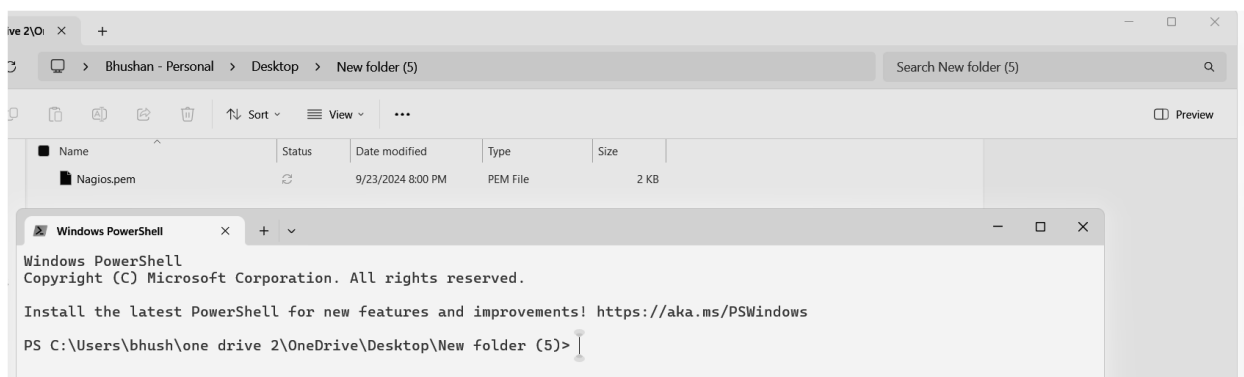 ive 2\O
Bhushan - Personal > Desktop > New folder (5)
Search New folder (5)
Sort
View
Preview
Name Status Date modified Type Size
Nagios.pem 9/23/2024 8:00 PM PEM File 2 KB
Windows PowerShell
Windows PowerShell
Copyright (C) Microsoft Corporation. All rights reserved.
Install the latest PowerShell for new features and improvements! https://aka.ms/PSWindows
PS C:\Users\bhush\one drive 2\OneDrive\Desktop\New folder (5)>